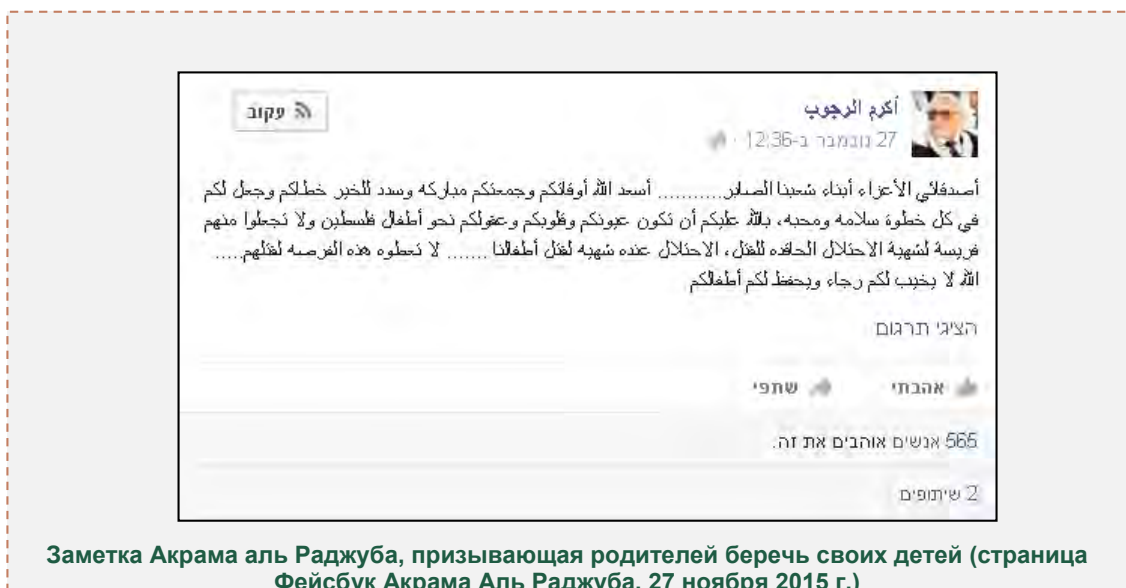 أكرم الرجوب
עקוב
27 נובמבר ב-12:36 ·
أصدقائي الأعزاء أبناء شعبنا الصابر........... أسعد الله أوقاتكم وجمعتكم مباركه وسدد للخير خطاكم وجعل لكم
في كل خطوة سلامه ومحبه، بالله عليكم أن تكون عيونكم وقلوبكم وعقولكم نحو أطفال فلسطين ولا تجعلوا منهم
فريسة لشهية الاحتلال الحاقده للقتل، الاحتلال عنده شهيه لقتل أطفالنا ....... لا تعطوه هذه الفرصه لقتلهم.....
الله لا يخيب لكم رجاء ويحفظ لكم أطفالكم
הציגי תרגום
אהבתי שתפי
565 אנשים אוהבים את זה.
2 שיתופים
Заметка Акрама аль Раджуба, призывающая родителей беречь своих детей (страница
Фейсбук Акрама Аль Раджуба, 27 ноября 2015 г.)